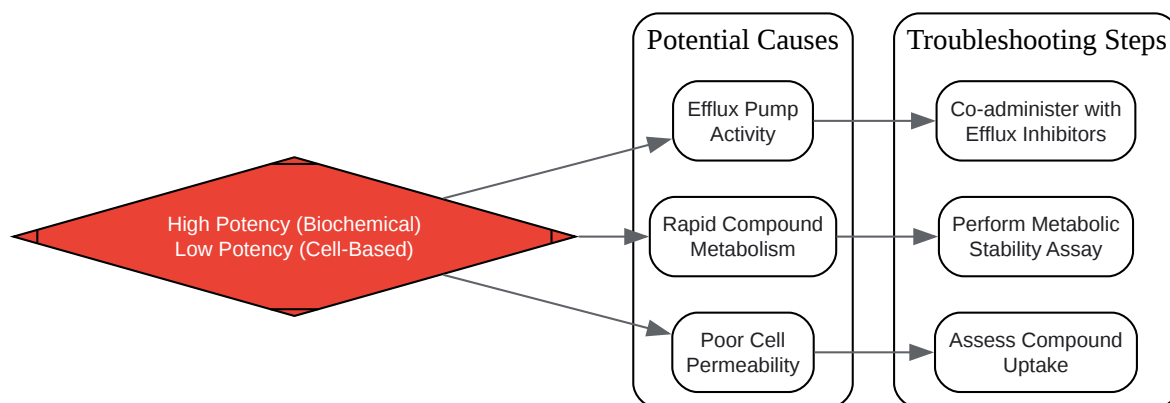 Potential Causes
Troubleshooting Steps
Efflux Pump
Activity
Co-administer with
Efflux Inhibitors
High Potency (Biochemical)
Low Potency (Cell-Based)
Rapid Compound
Metabolism
Perform Metabolic
Stability Assay
Poor Cell
Permeability
Assess Compound
Uptake